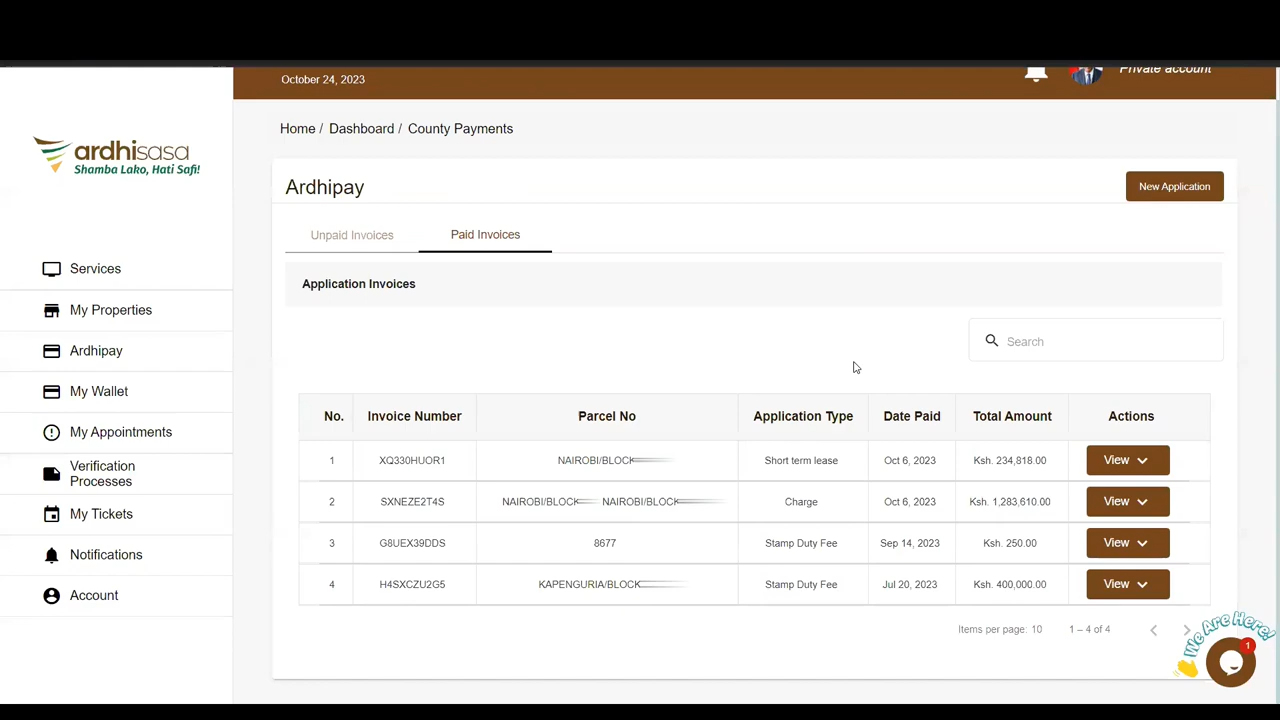 October 24, 2023
Private account
ardhisasa
Shamba Lako, Hati Safi!
Home / Dashboard / County Payments
Ardhipay
New Application
Unpaid Invoices
Paid Invoices
Application Invoices
Search
Services
My Properties
Ardhipay
My Wallet
My Appointments
Verification
Processes
My Tickets
Notifications
Account
No. Invoice Number Parcel No Application Type Date Paid Total Amount Actions
1 XQ330HUOR1 NAIROBI/BLOCK Short term lease Oct 6, 2023 Ksh. 234,818.00 View
2 SXNEZE2T4S NAIROBI/BLOCK NAIROBI/BLOCK Charge Oct 6, 2023 Ksh. 1,283,610.00 View
3 G8UEX39DDS 8677 Stamp Duty Fee Sep 14, 2023 Ksh. 250.00 View
4 H4SXCZU2G5 KAPENGURIA/BLOCK Stamp Duty Fee Jul 20, 2023 Ksh. 400,000.00 View
Items per page: 10 1 – 4 of 4
We Are Here!
1